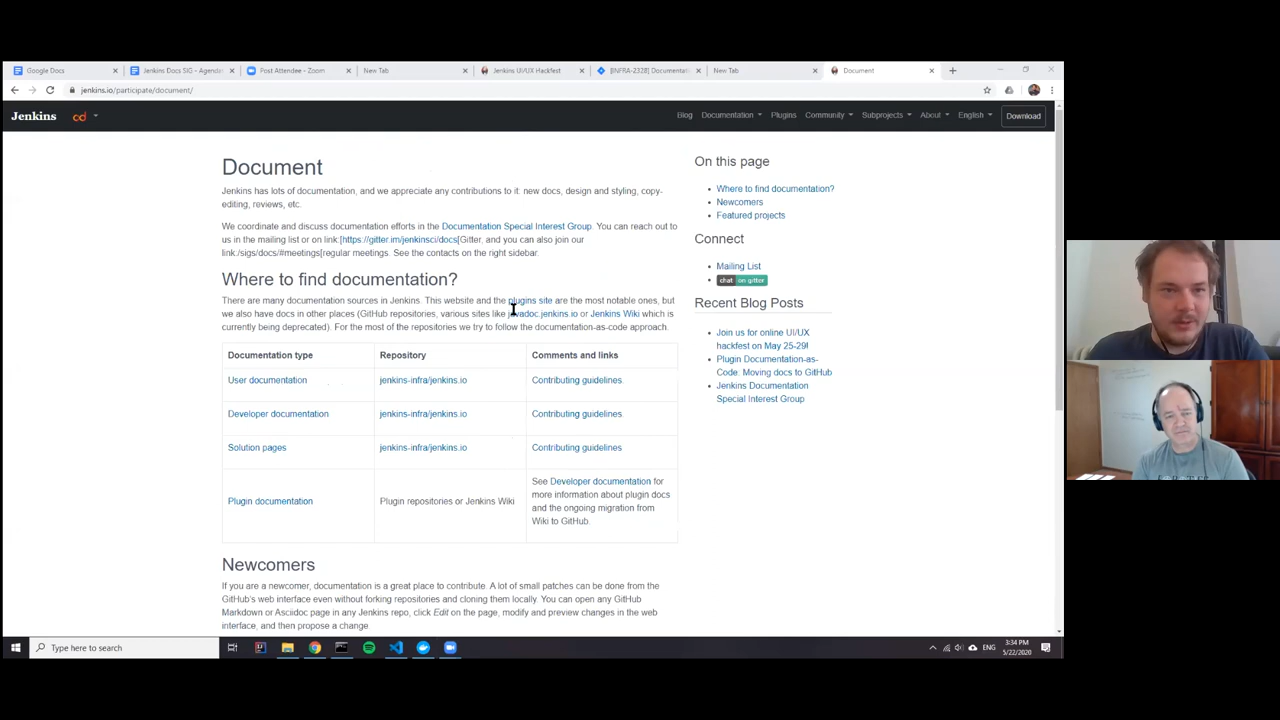 Google Docs
Jenkins Docs SIG - Agenda
Post Attendee - Zoom
New Tab
Jenkins UI/UX Hackfest
[INFRA-2328] Documentati
New Tab
Document
jenkins.io/participate/document/
Jenkins
cd
Blog
Documentation
Plugins
Community
Subprojects
About
English
Download
Document
Jenkins has lots of documentation, and we appreciate any contributions to it: new docs, design and styling, copy-
editing, reviews, etc.
We coordinate and discuss documentation efforts in the Documentation Special Interest Group. You can reach out to
us in the mailing list or on link:[https://gitter.im/jenkinsci/docs[Gitter, and you can also join our
link:/sigs/docs/#meetings[regular meetings. See the contacts on the right sidebar.
Where to find documentation?
There are many documentation sources in Jenkins. This website and the plugins site are the most notable ones, but
we also have docs in other places (GitHub repositories, various sites like javadoc.jenkins.io or Jenkins Wiki which is
currently being deprecated). For the most of the repositories we try to follow the documentation-as-code approach.
Documentation type
Repository
Comments and links
User documentation
jenkins-infra/jenkins.io
Contributing guidelines
Developer documentation
jenkins-infra/jenkins.io
Contributing guidelines
Solution pages
jenkins-infra/jenkins.io
Contributing guidelines
Plugin documentation
Plugin repositories or Jenkins Wiki
See Developer documentation for
more information about plugin docs
and the ongoing migration from
Wiki to GitHub.
Newcomers
If you are a newcomer, documentation is a great place to contribute. A lot of small patches can be done from the
GitHub's web interface even without forking repositories and cloning them locally. You can open any GitHub
Markdown or Asciidoc page in any Jenkins repo, click Edit on the page, modify and preview changes in the web
interface, and then propose a change
On this page
Where to find documentation?
Newcomers
Featured projects
Connect
Mailing List
chat on gitter
Recent Blog Posts
Join us for online UI/UX
hackfest on May 25-29!
Plugin Documentation-as-
Code: Moving docs to GitHub
Jenkins Documentation
Special Interest Group
Type here to search
ENG
3:34 PM
5/22/2020